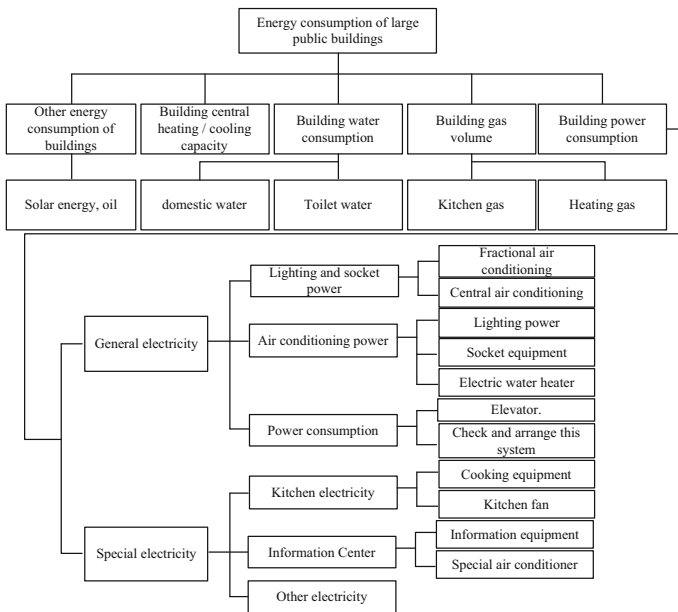 Energy consumption of large
public buildings
Other energy
consumption of
buildings
Building central
heating / cooling
capacity
Building water
consumption
Building gas
volume
Building power
consumption
Solar energy, oil
domestic water
Toilet water
Kitchen gas
Heating gas
General electricity
Lighting and socket
power
Fractional air
conditioning
Central air conditioning
Air conditioning power
Lighting power
Socket equipment
Electric water heater
Power consumption
Elevator.
Check and arrange this
system
Special electricity
Kitchen electricity
Cooking equipment
Kitchen fan
Information Center
Information equipment
Special air conditioner
Other electricity